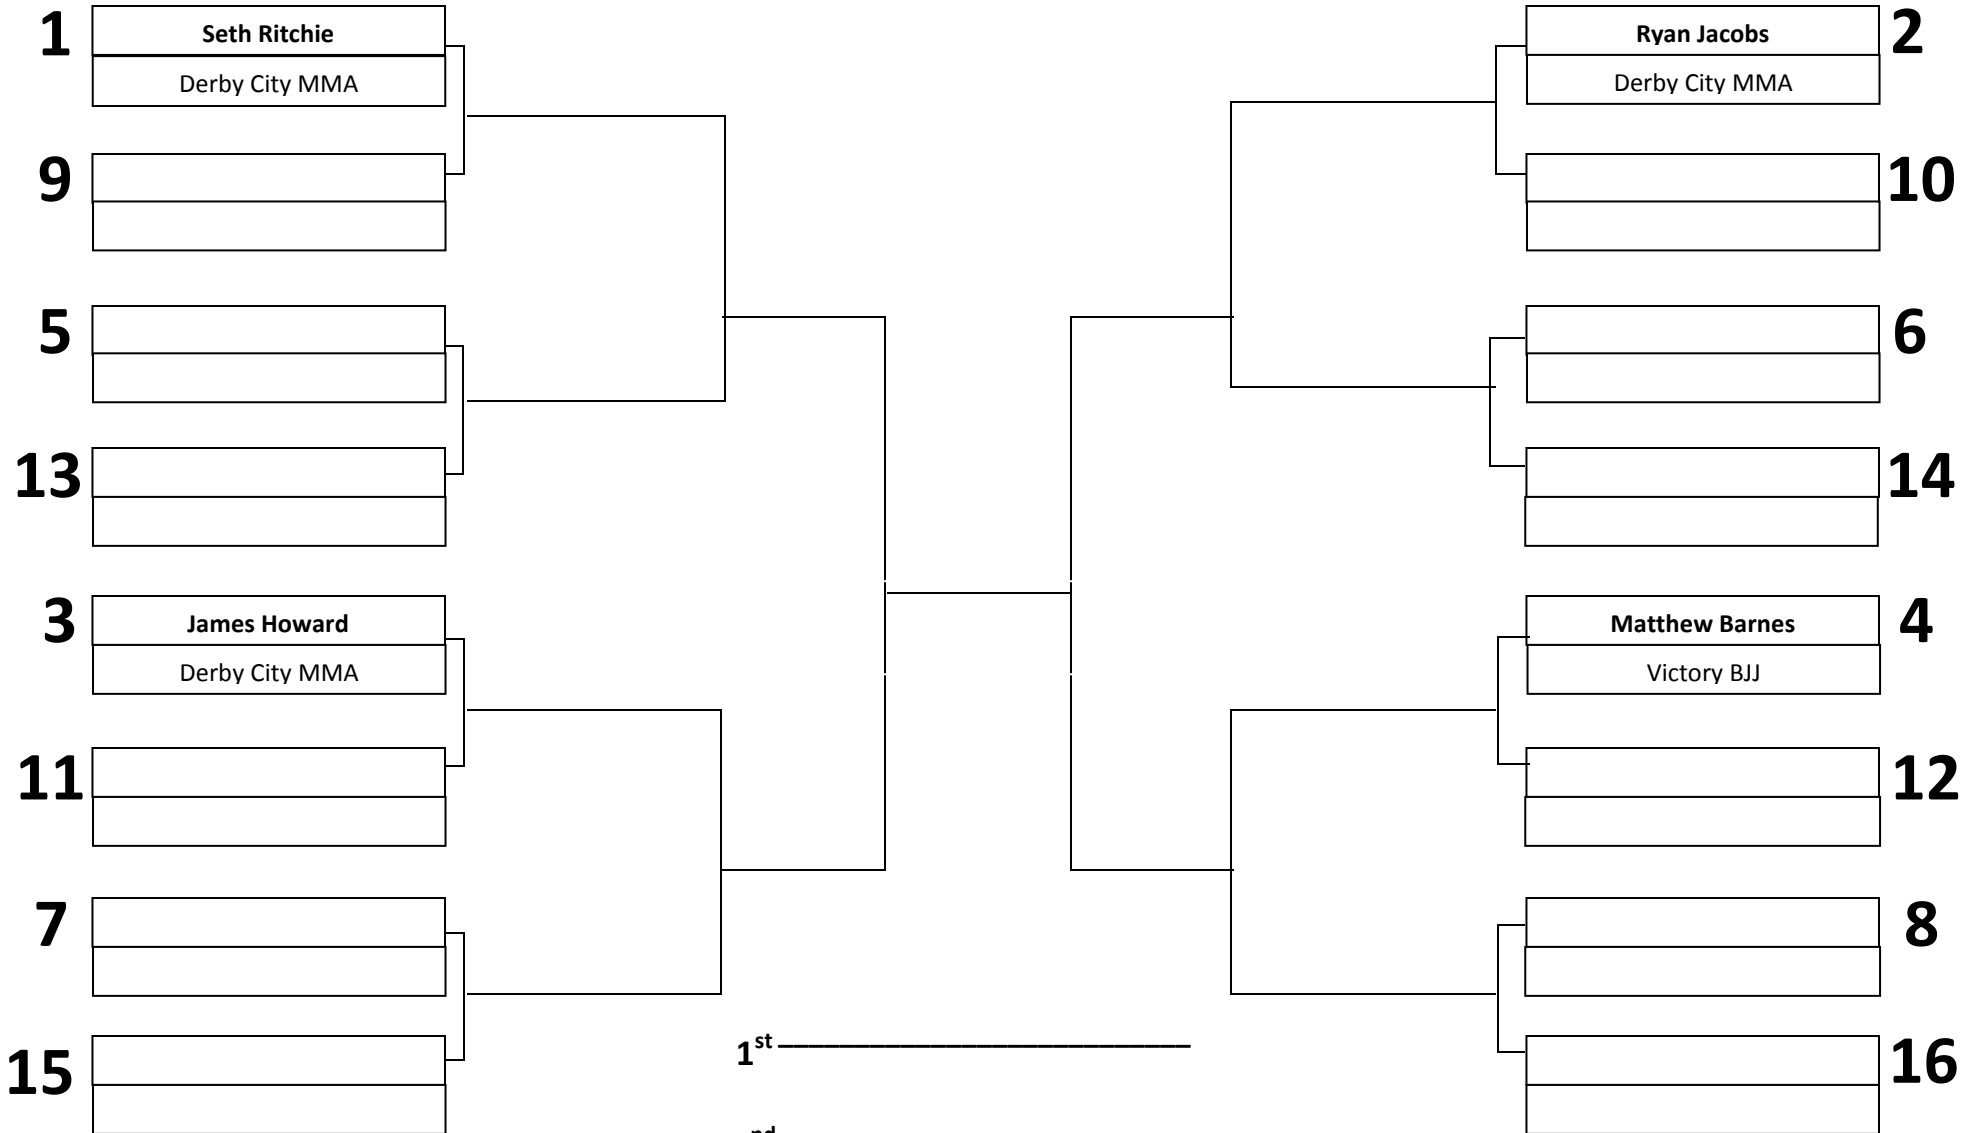 1
Seth Ritchie
Derby City MMA
9
5
13
3
James Howard
Derby City MMA
11
7
15
Ryan Jacobs
2
Derby City MMA
10
6
14
Matthew Barnes
4
Victory BJJ
12
8
16
1st
nd